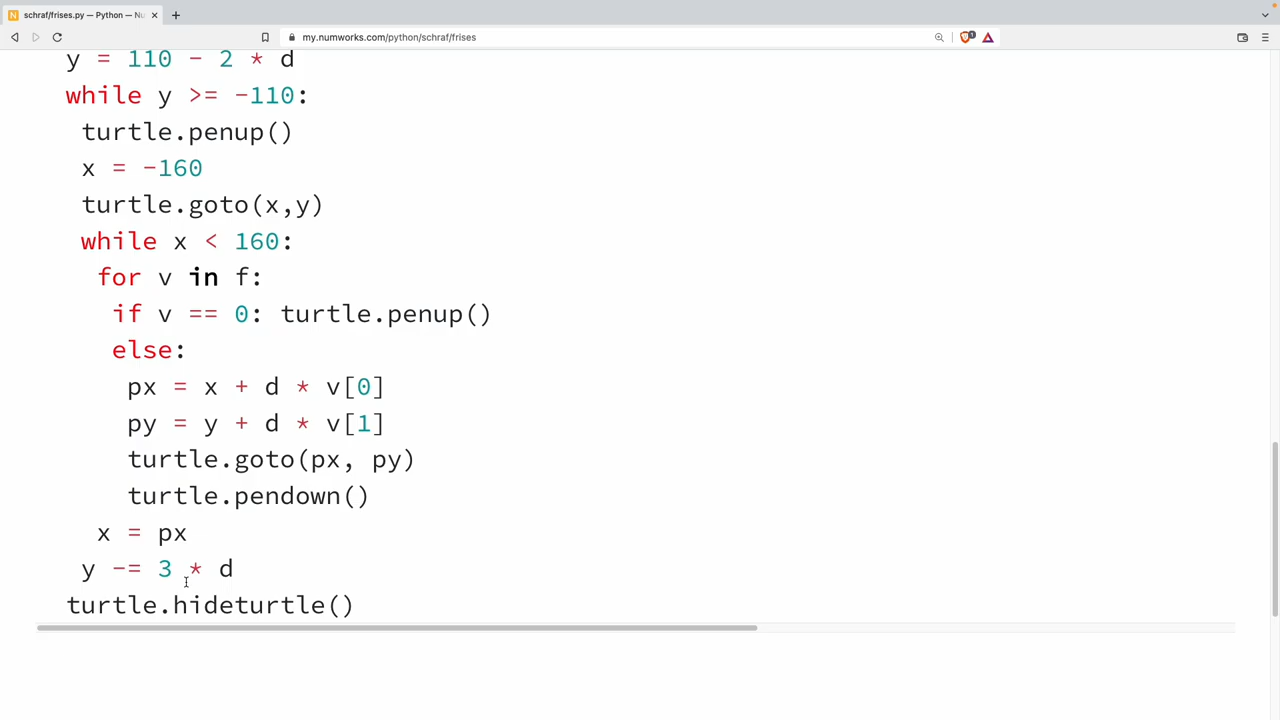 schraf/frises.py — Python — Nu
my.numworks.com/python/schraf/frises
y = 110 - 2 * d
while y >= -110:
turtle.penup()
x = -160
turtle.goto(x,y)
while x < 160:
for v in f:
if v == 0: turtle.penup()
else:
px = x + d * v[0]
py = y + d * v[1]
turtle.goto(px, py)
turtle.pendown()
x = px
y -= 3 * d
turtle.hideturtle()